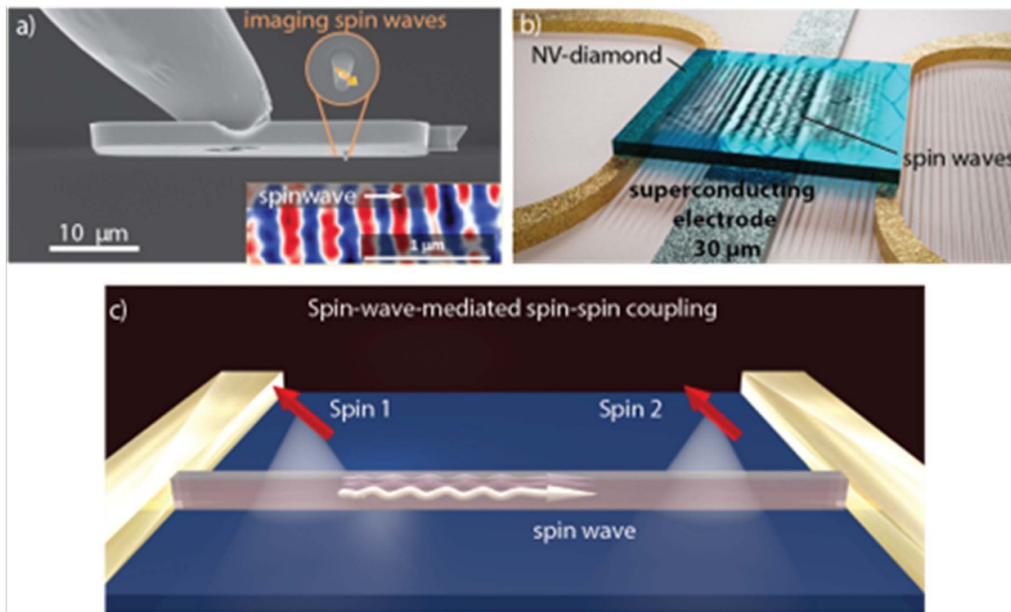 a)
imaging spin waves
10 μm
spinwave
1 μm
b)
NV-diamond
spin waves
superconducting
electrode
30 μm
c)
Spin-wave-mediated spin-spin coupling
Spin 1
Spin 2
spin wave